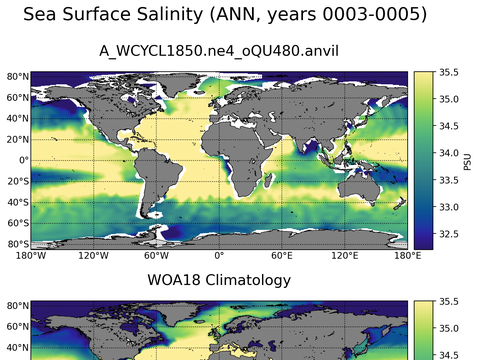 Sea Surface Salinity (ANN, years 0003-0005)
A_WCYCL1850.ne4_oQU480.anvil
80°N
60°N
40°N
20°N
0°
20°S
40°S
60°S
80°S
180°W 120°W 60°W 0° 60°E 120°E 180°E
35.5
35.0
34.5
34.0
33.5
33.0
32.5
PSU
WOA18 Climatology
80°N
60°N
40°N
35.5
35.0
34.5